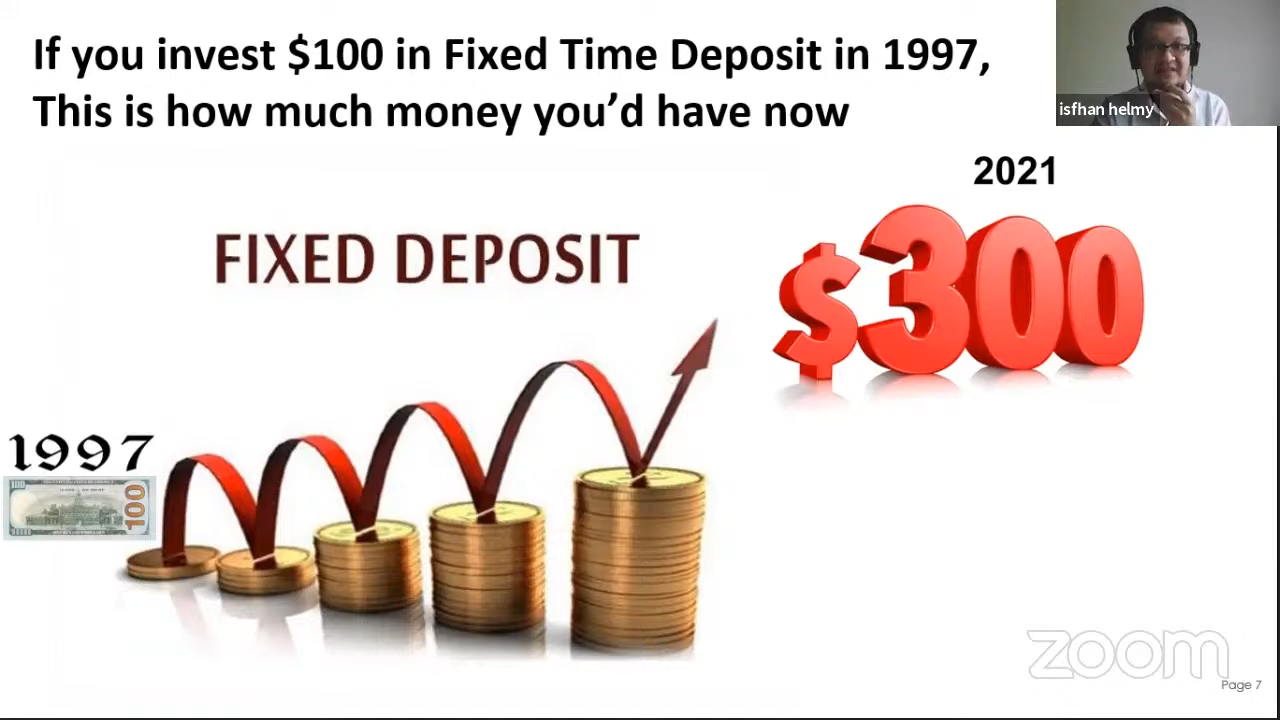 If you invest $100 in Fixed Time Deposit in 1997,
This is how much money you’d have now
isfhan helmy
2021
$300
FIXED DEPOSIT
1997
100
100
zoom
Page 7